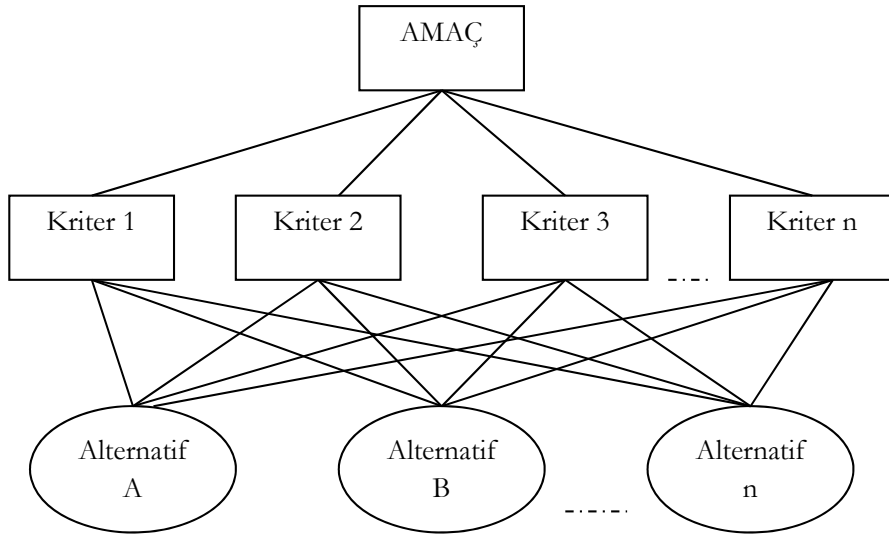 AMAÇ
Kriter 1
Kriter 2
Kriter 3
Kriter n
Alternatif
A
Alternatif
B
Alternatif
n